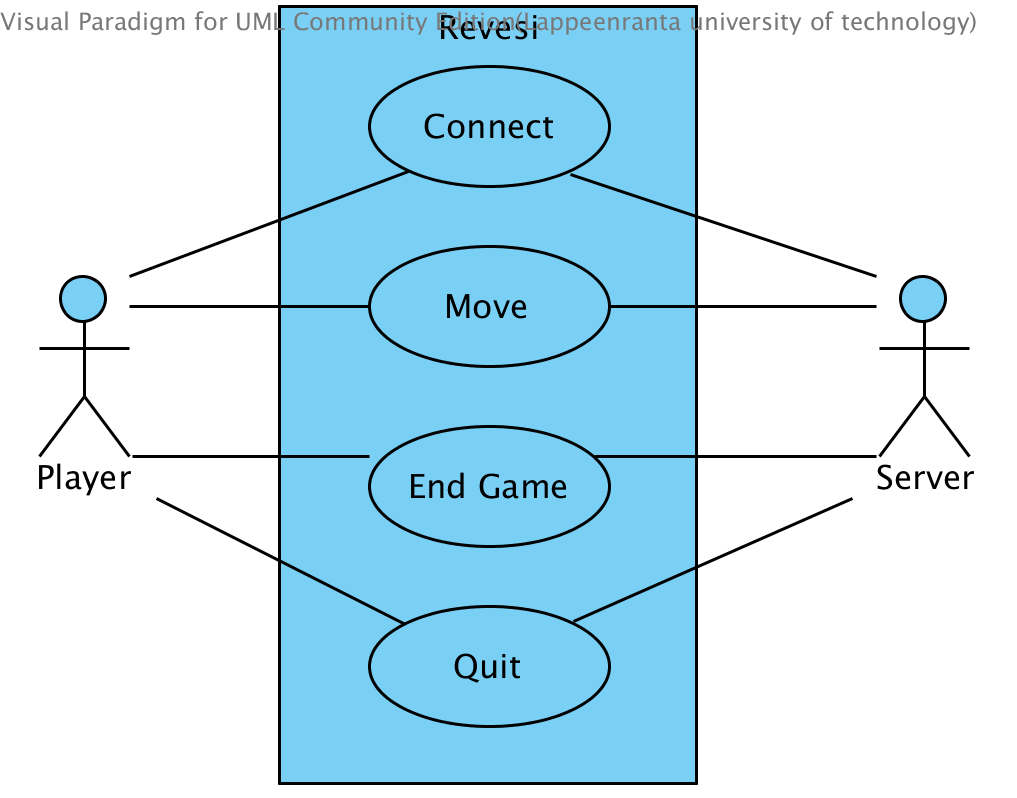 Visual Paradigm for UML Community Edition(Lappeenranta university of technology)
Revesi
Connect
Move
End Game
Player
Server
Quit